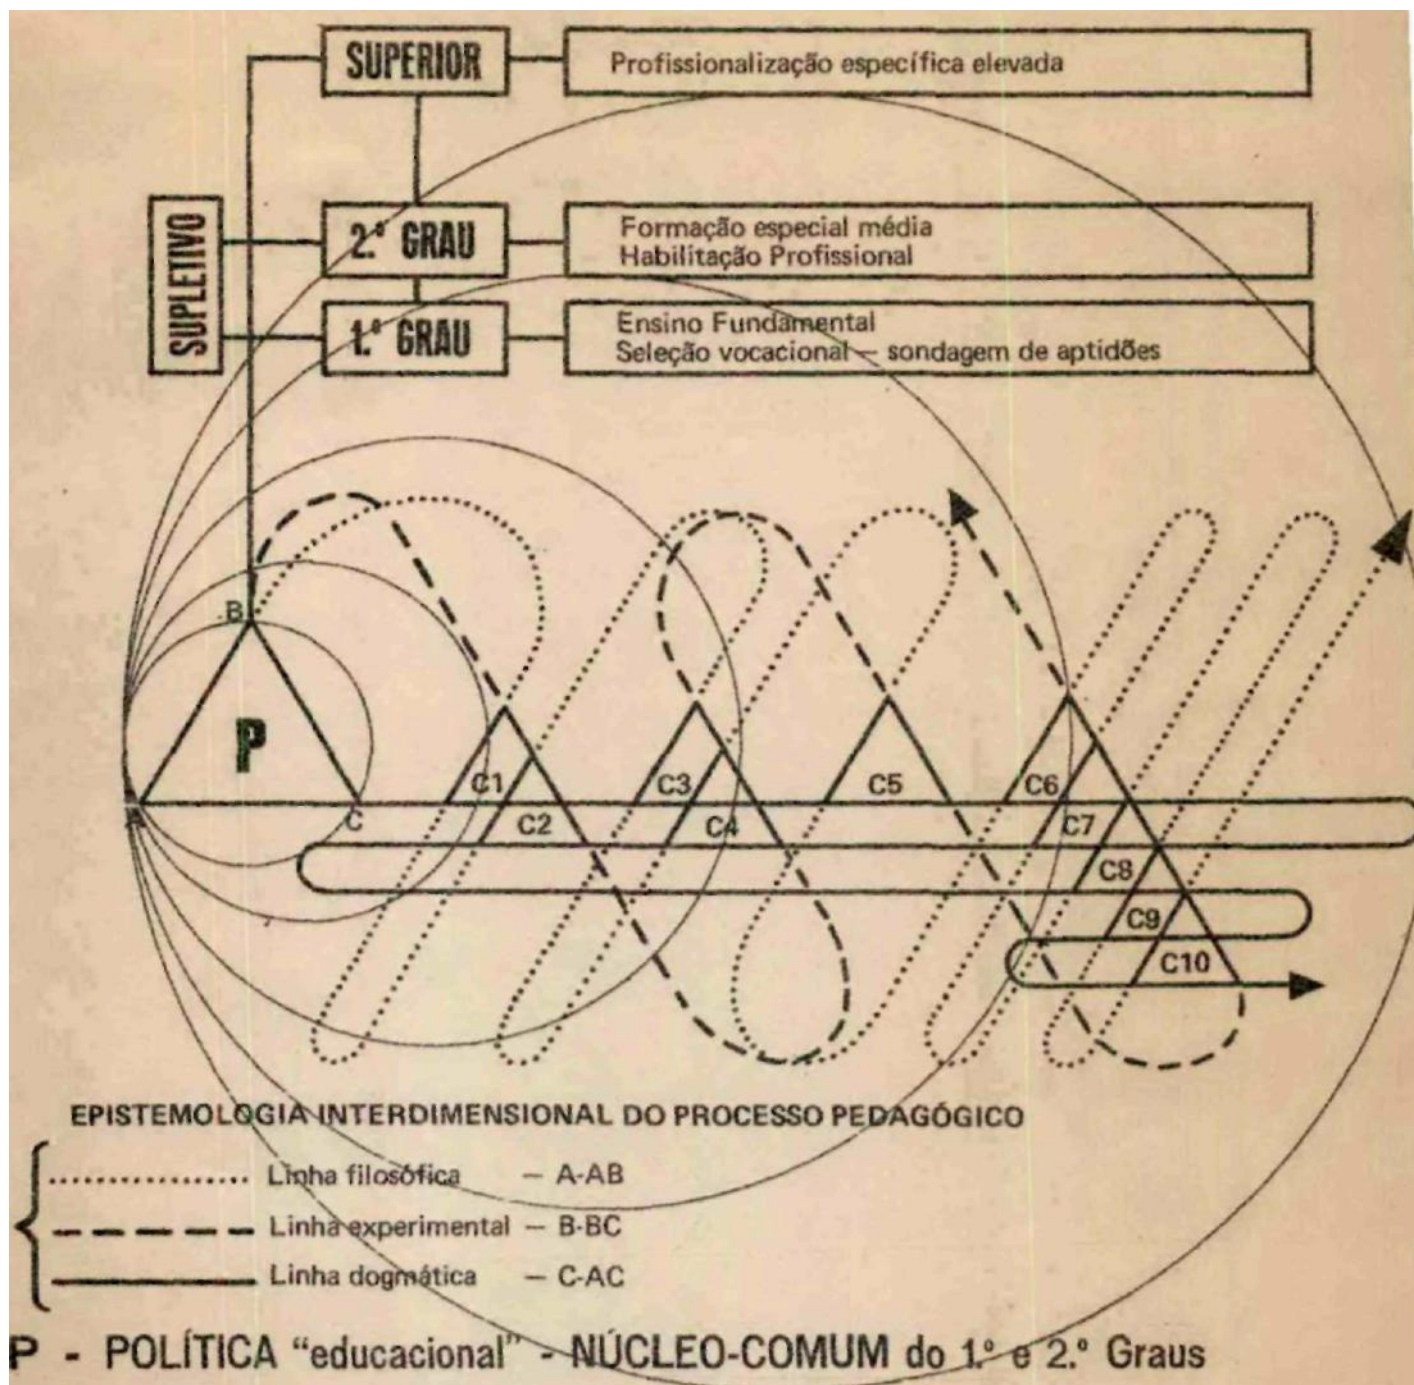 SUPERIOR
Profissionalização específica elevada
SUPLETIVO
2.º GRAU
Formação especial média
Habilitação Profissional
1.º GRAU
Ensino Fundamental
Seleção vocacional — sondagem de aptidões
B
P
A
C
C1
C2
C3
C4
C5
C6
C7
C8
C9
C10
EPISTEMOLOGIA INTERDIMENSIONAL DO PROCESSO PEDAGÓGICO
Linha filosófica — A-AB
Linha experimental — B-BC
Linha dogmática — C-AC
P - POLÍTICA “educacional” - NÚCLEO-COMUM do 1.º e 2.º Graus